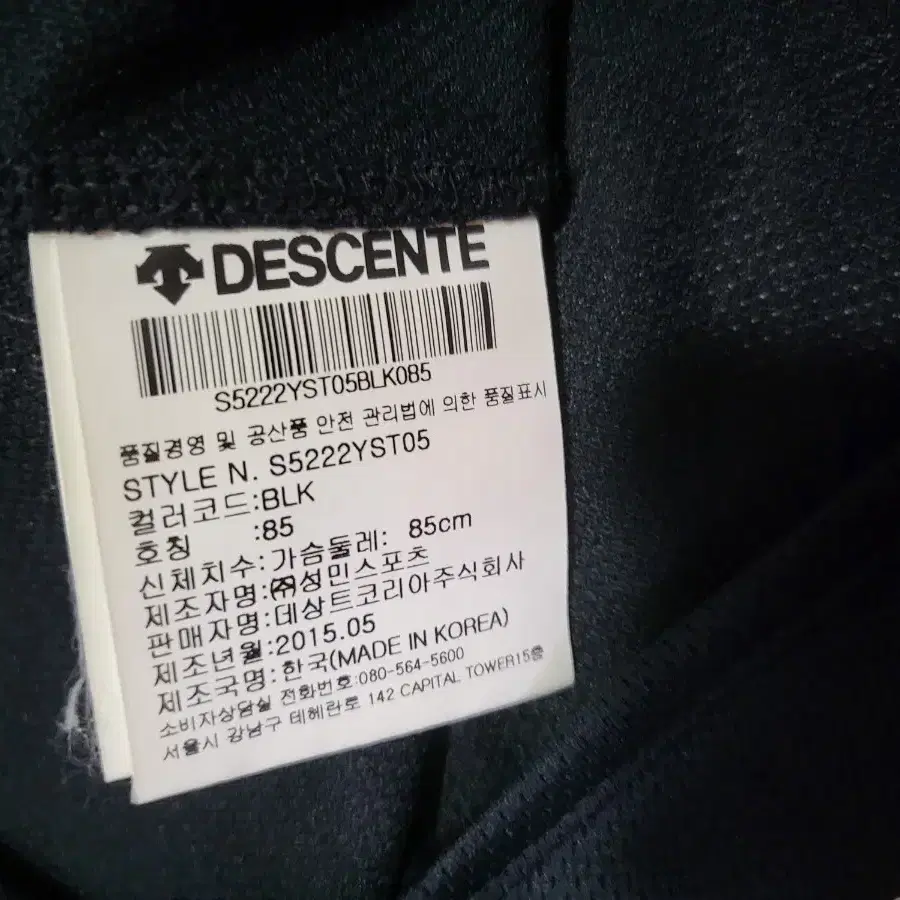 DESCENTE
S5222YST05BLK085
품질경영 및 공산품 안전 관리법에 의한 품질표시
STYLE N. S5222YST05
컬러코드:BLK
호칭 :85
신체치수:가슴둘레: 85cm
제조자명:㈜성민스포츠
판매자명:데상트코리아주식회사
제조년월:2015.05
제조국명:한국(MADE IN KOREA)
소비자상담실 전화번호:080-564-5600
서울시 강남구 테헤란로 142 CAPITAL TOWER15층